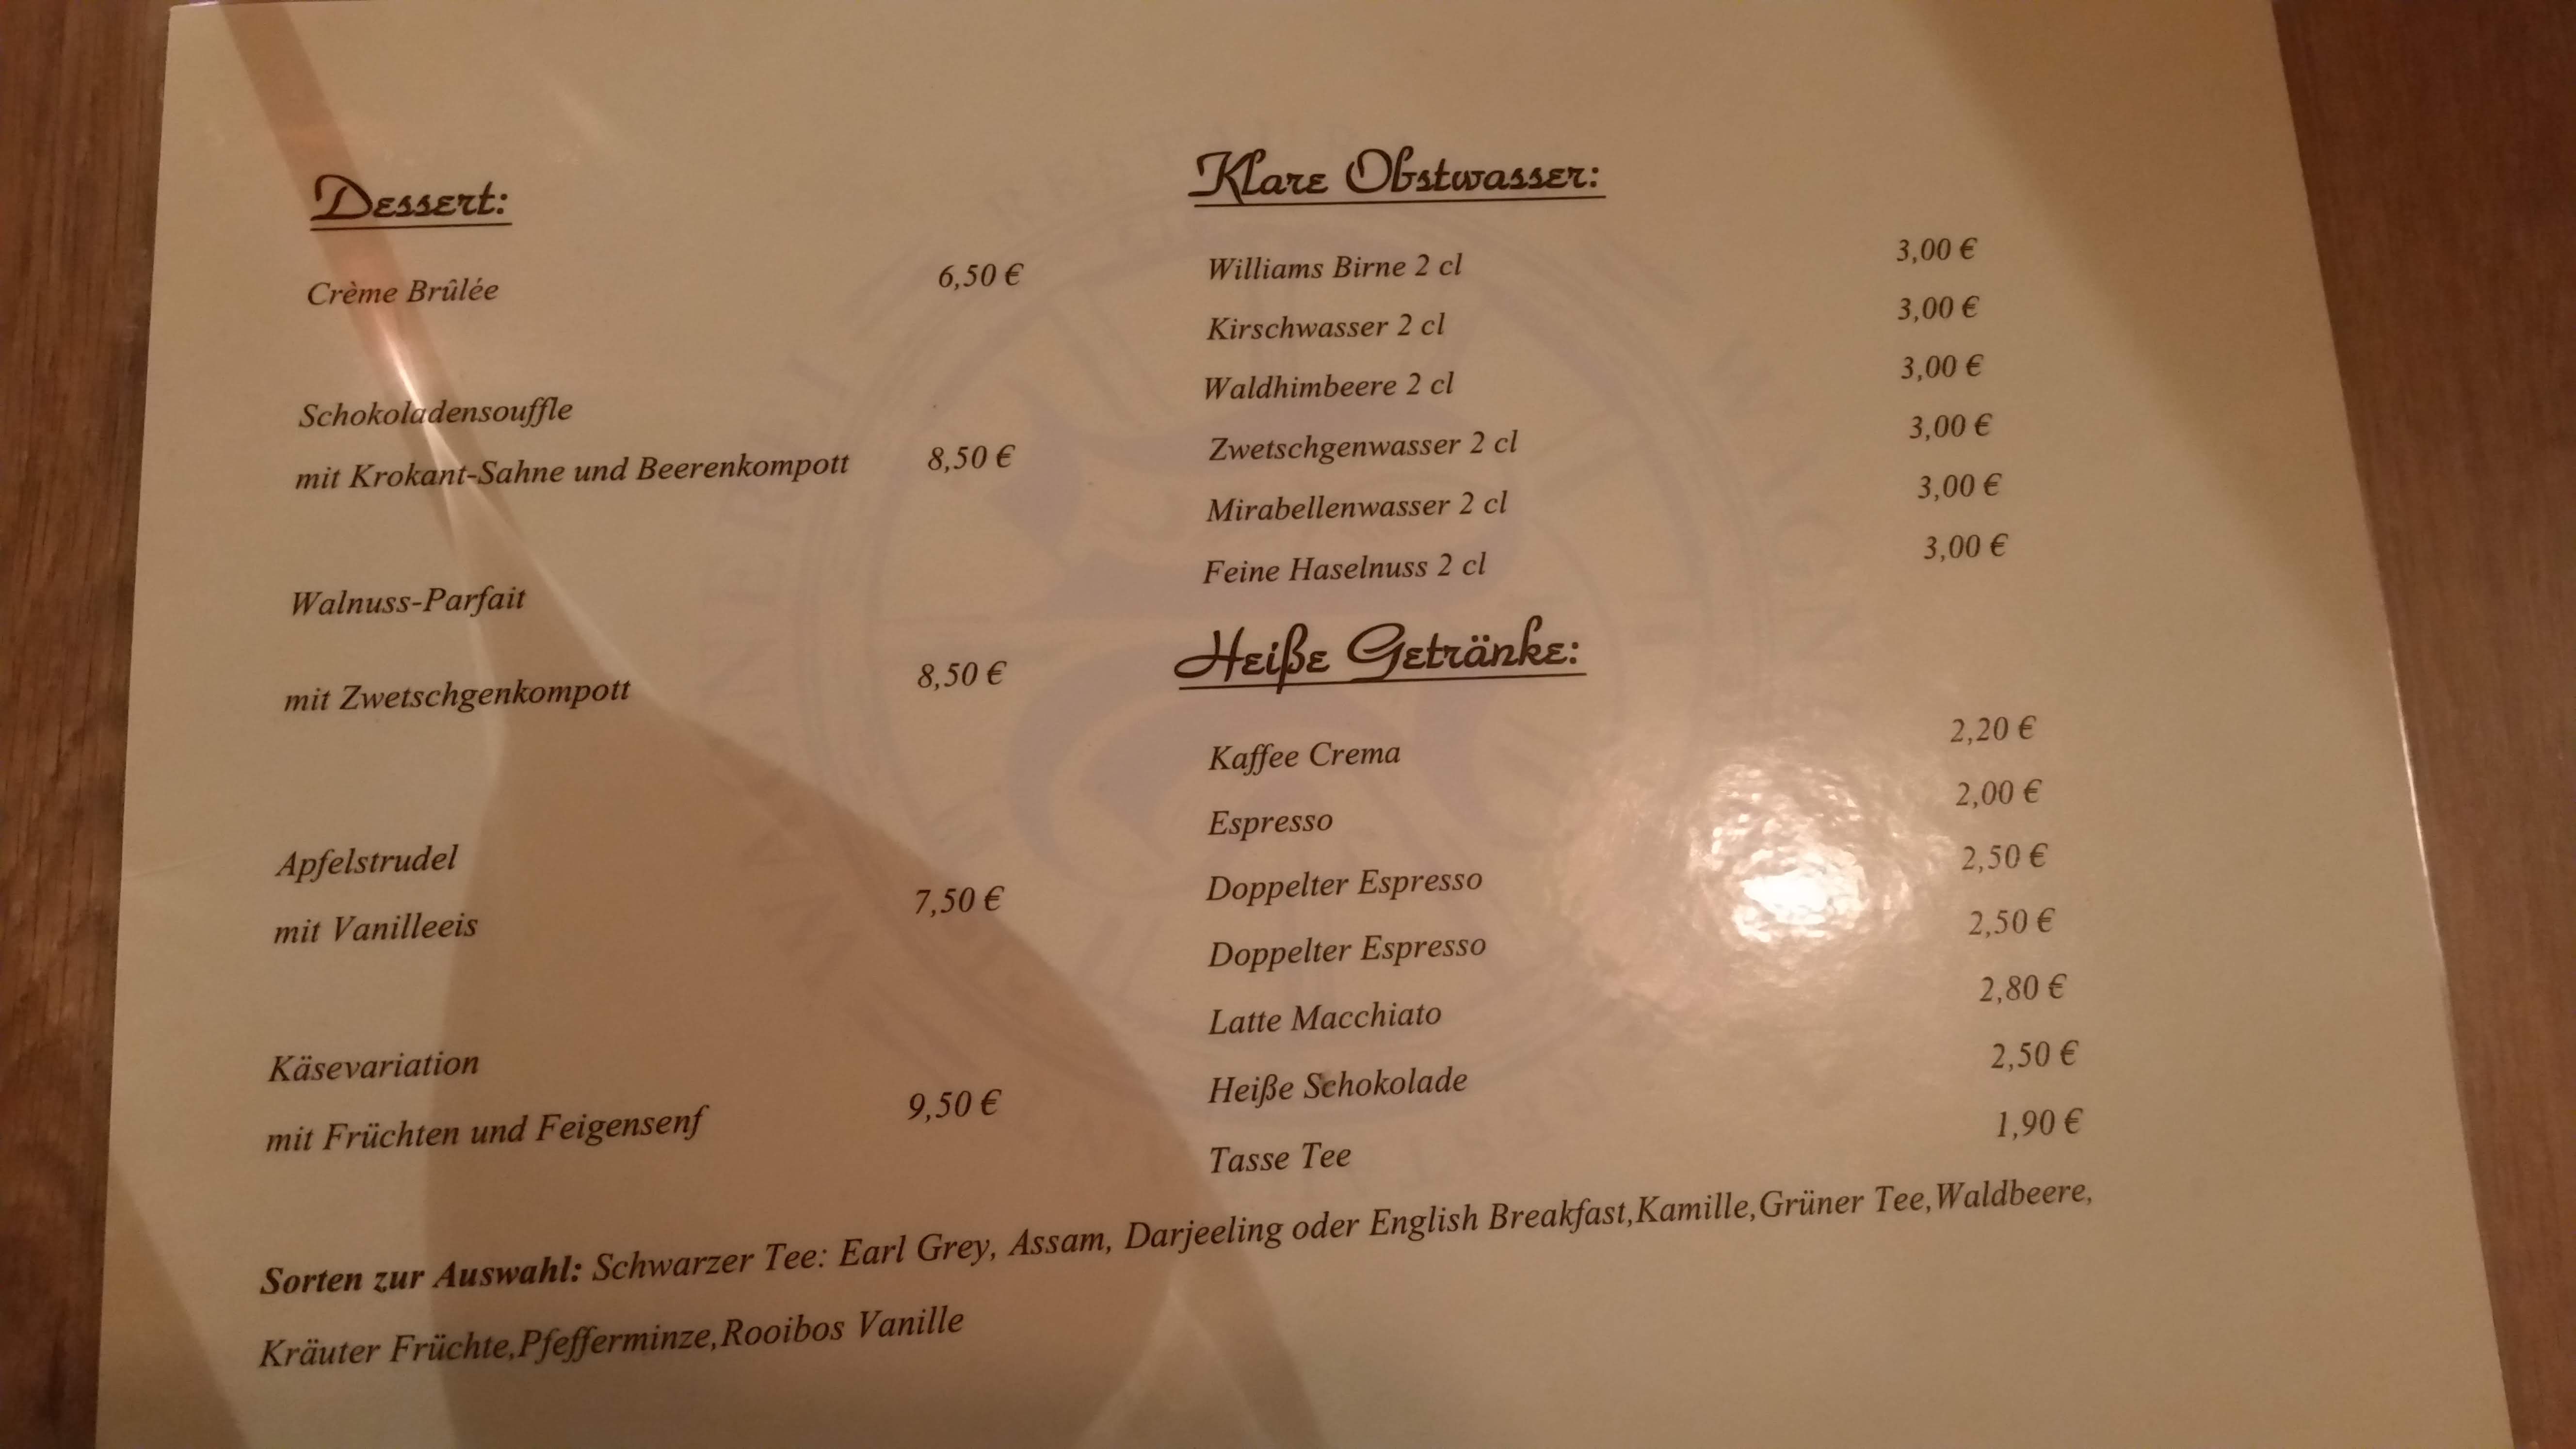 Dessert:
Crème Brûlée 6,50 €
Schokoladensouffle
mit Krokant-Sahne und Beerenkompott 8,50 €
Walnuss-Parfait
mit Zwetschgenkompott 8,50 €
Apfelstrudel
mit Vanilleeis 7,50 €
Käsevariation
mit Früchten und Feigensenf 9,50 €
Klare Obstwasser:
Williams Birne 2 cl 3,00 €
Kirschwasser 2 cl 3,00 €
Waldhimbeere 2 cl 3,00 €
Zwetschgenwasser 2 cl 3,00 €
Mirabellenwasser 2 cl 3,00 €
Feine Haselnuss 2 cl 3,00 €
Heiße Getränke:
Kaffee Crema 2,20 €
Espresso 2,00 €
Doppelter Espresso 2,50 €
Doppelter Espresso 2,50 €
Latte Macchiato 2,80 €
Heiße Schokolade 2,50 €
Tasse Tee 1,90 €
Sorten zur Auswahl: Schwarzer Tee: Earl Grey, Assam, Darjeeling oder English Breakfast,Kamille,Grüner Tee,Waldbeere,
Kräuter Früchte,Pfefferminze,Rooibos Vanille